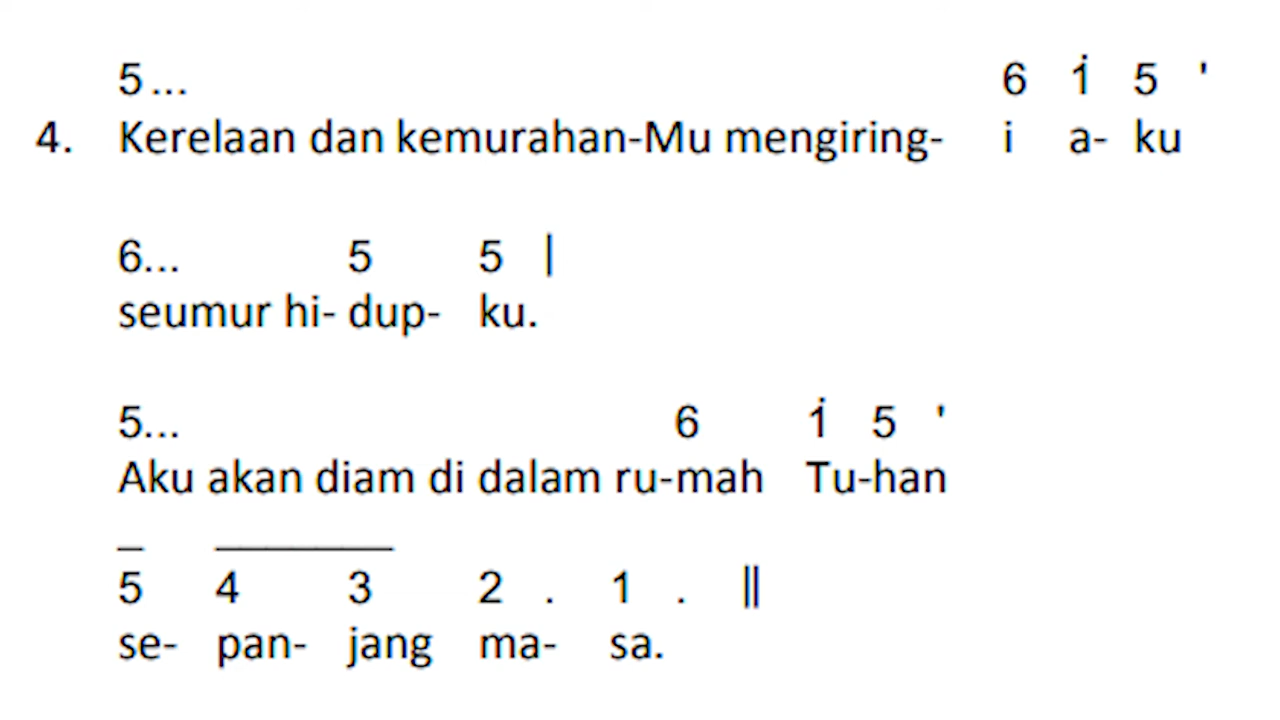 5... 6 1̇ 5 '
4. Kerelaan dan kemurahan-Mu mengiring- i a- ku
6... 5 5 |
seumur hi- dup- ku.
5... 6 1̇ 5 '
Aku akan diam di dalam ru-mah Tu-han
5 4 3 2 . 1 . ||
se- pan- jang ma- sa.